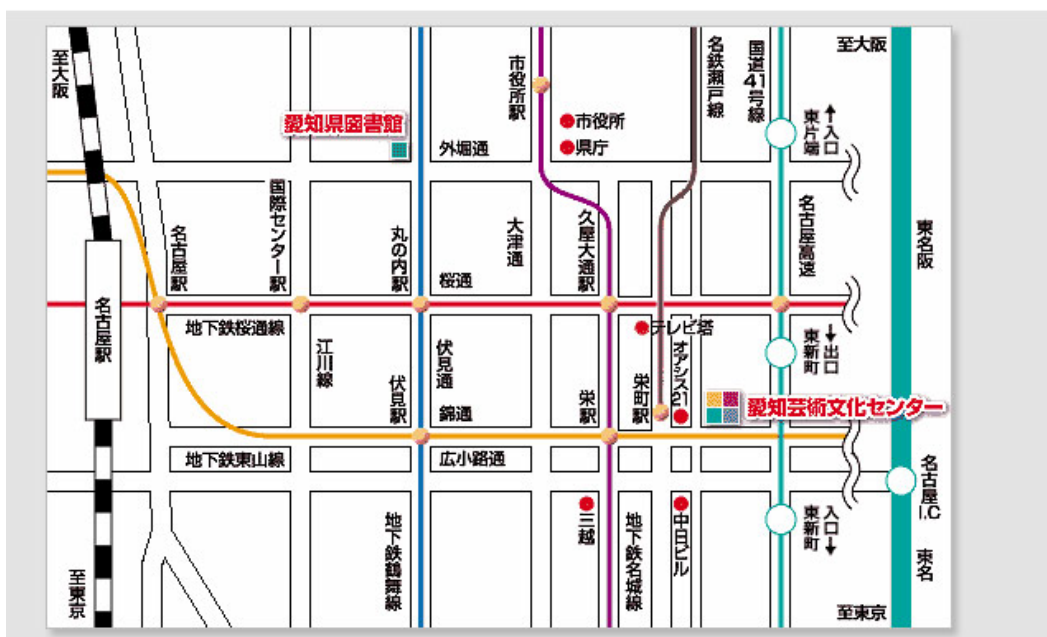 至大阪
市役所駅
名鉄瀬戸線
国道41号線
至大阪
愛知県図書館
市役所
県庁
外堀通
↑入口
東片端
名古屋駅
国際センター駅
丸の内駅
大津通
久屋大通駅
名古屋高速
東名阪
桜通
名古屋駅
地下鉄桜通線
江川線
伏見通
伏見駅
錦通
栄駅
栄町駅
テレビ塔
オアシス21
↓出口
東新町
愛知芸術文化センター
地下鉄東山線
広小路通
名古屋I.C
地下鉄鶴舞線
三越
地下鉄名城線
中日ビル
入口↓
東新町
東名
至東京
至東京